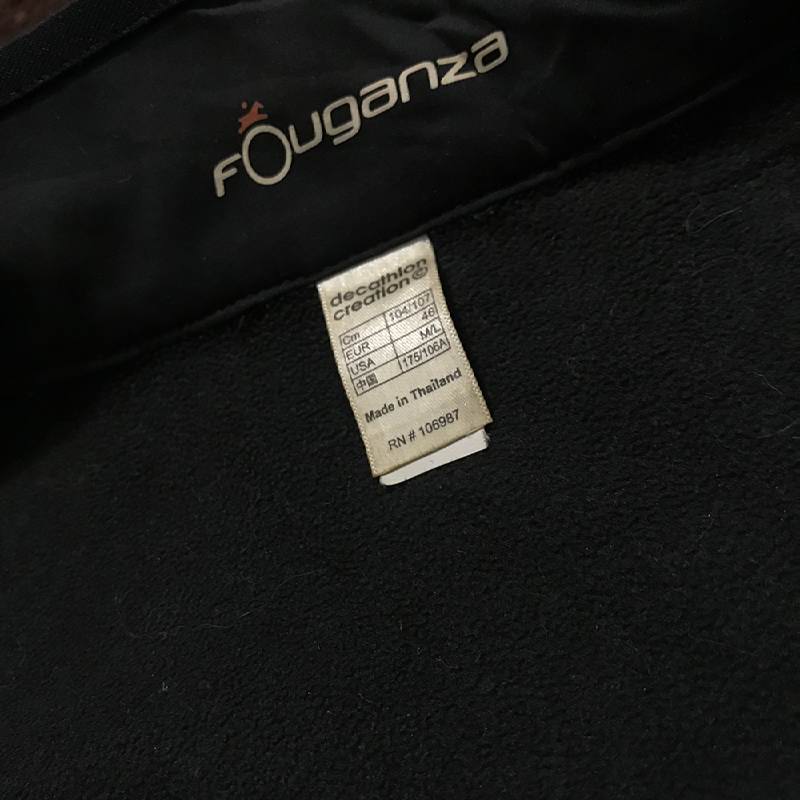 fouganza
decathlon
creation©
Cm 104/107
EUR 46
USA M/L
中国 175/106A
Made in Thailand
RN # 106987